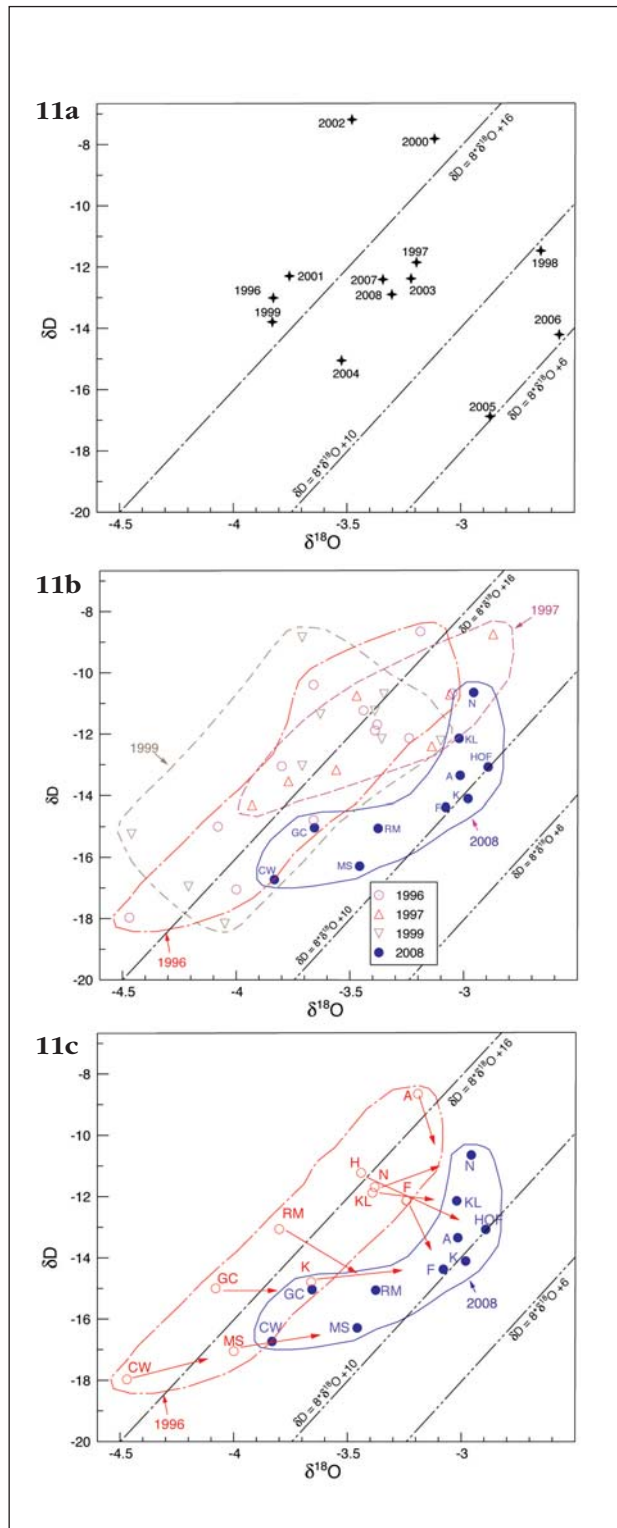 11a
-8
-10
-12
-14
-16
-18
-20
δD
2002
2000
δD = 8*δ18O +16
1997
1998
2001
2007
2003
1996
2008
1999
2006
2004
δD = 8*δ18O +6
2005
δD = 8*δ18O +10
-4.5
-4
-3.5
-3
δ18O
11b
-8
-10
-12
-14
-16
-18
-20
δD
δD = 8*δ18O +16
1997
1999
N
KL
HOF
A
K
F
GC
RM
2008
MS
CW
1996
1996
1997
1999
2008
δD = 8*δ18O +10
δD = 8*δ18O +6
-4.5
-4
-3.5
-3
δ18O
11c
-8
-10
-12
-14
-16
-18
-20
δD
δD = 8*δ18O +16
A
H
N
N
KL
F
KL
RM
HOF
A
K
K
F
GC
GC
RM
2008
CW
MS
MS
CW
1996
δD = 8*δ18O +10
δD = 8*δ18O +6
-4.5
-4
-3.5
-3
δ18O